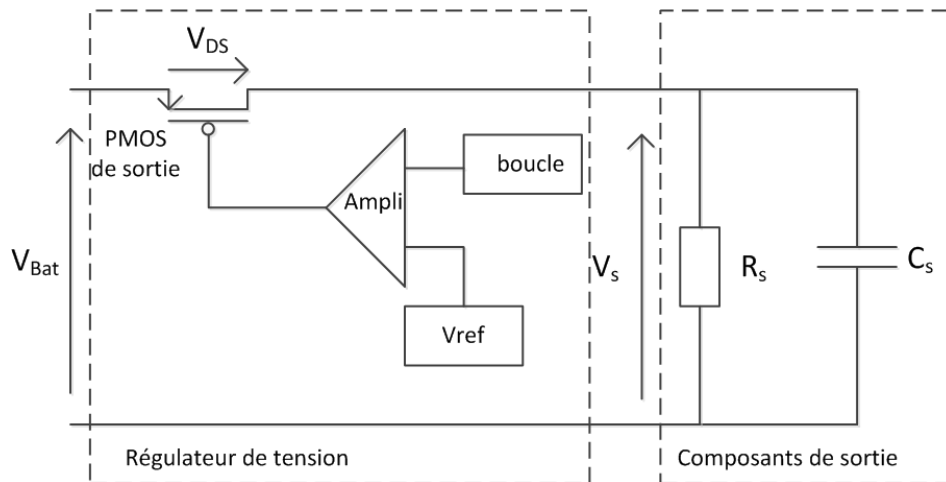 V_DS
PMOS
de sortie
boucle
Ampli
V_Bat
V_s
R_s
C_s
Vref
Régulateur de tension
Composants de sortie